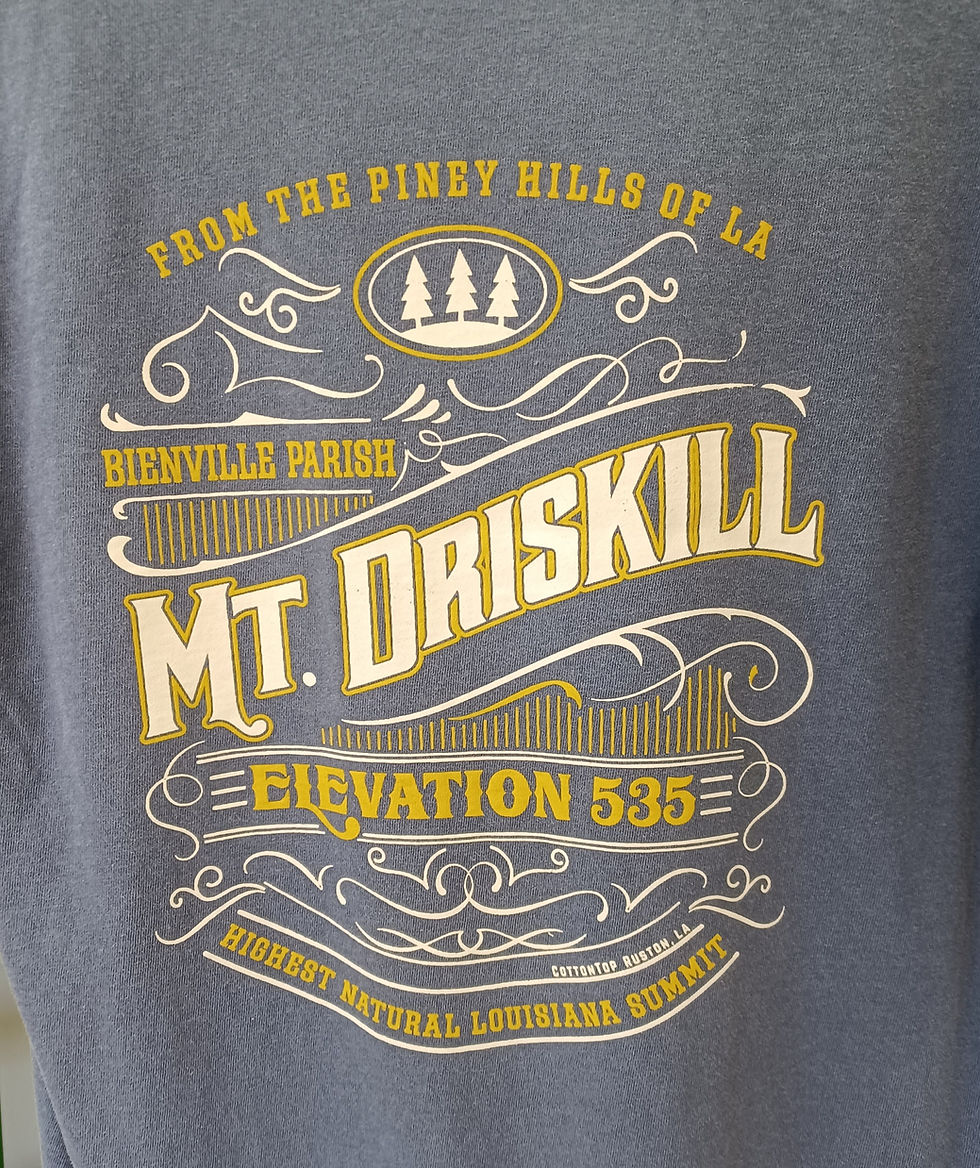 FROM THE PINEY HILLS OF LA
BIENVILLE PARISH
MT. DRISKILL
ELEVATION 535
COTTONTOP RUSTON, LA
HIGHEST NATURAL LOUISIANA SUMMIT